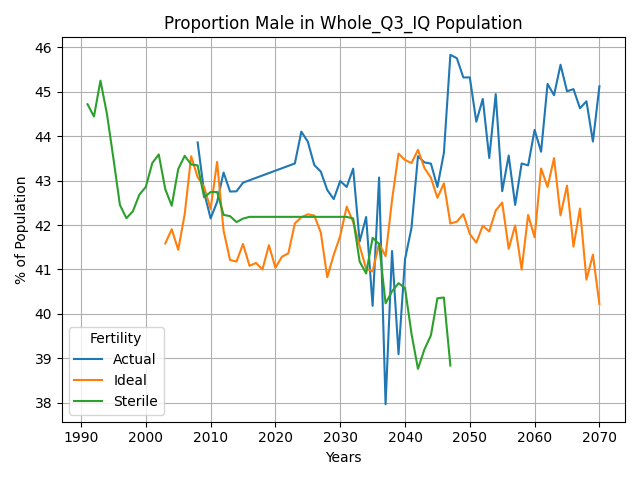 Proportion Male in Whole_Q3_IQ Population
% of Population
46
45
44
43
42
41
40
39
38
Fertility
Actual
Ideal
Sterile
1990 2000 2010 2020 2030 2040 2050 2060 2070
Years